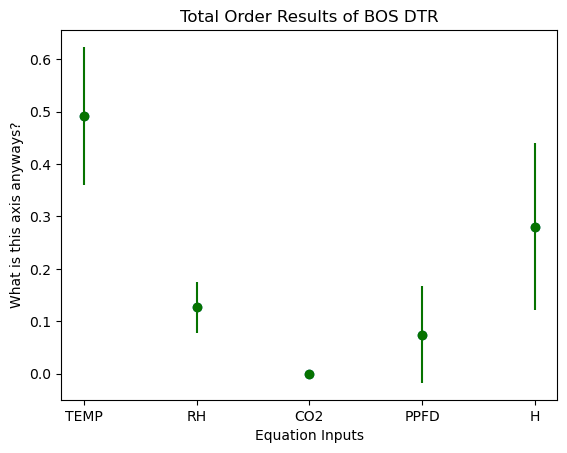 Total Order Results of BOS DTR
What is this axis anyways?
0.6
0.5
0.4
0.3
0.2
0.1
0.0
TEMP RH CO2 PPFD H
Equation Inputs